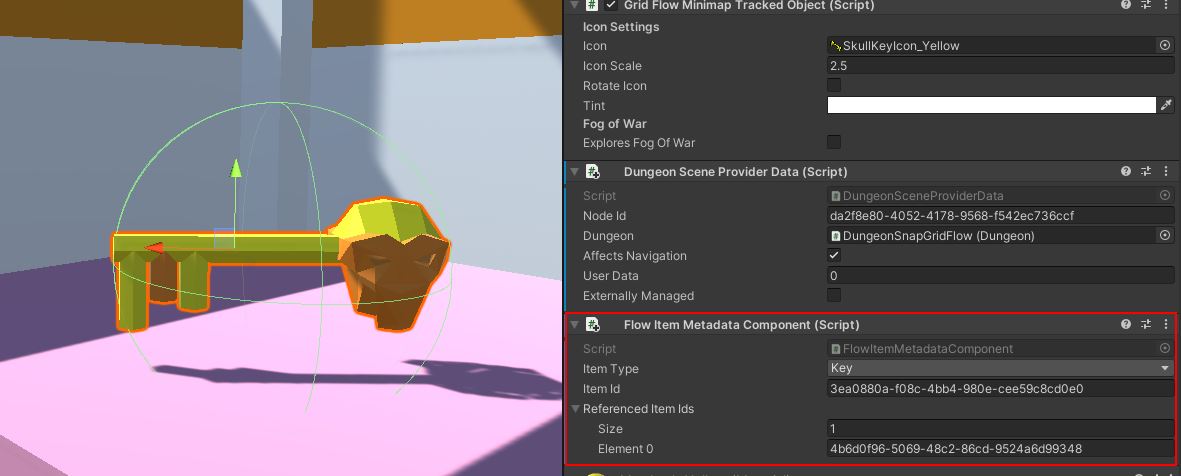 Grid Flow Minimap Tracked Object (Script)
Icon Settings
Icon SkullKeyIcon_Yellow
Icon Scale 2.5
Rotate Icon
Tint
Fog of War
Explores Fog Of War
Dungeon Scene Provider Data (Script)
Script DungeonSceneProviderData
Node Id da2f8e80-4052-4178-9568-f542ec736ccf
Dungeon DungeonSnapGridFlow (Dungeon)
Affects Navigation
User Data 0
Externally Managed
Flow Item Metadata Component (Script)
Script FlowItemMetadataComponent
Item Type Key
Item Id 3ea0880a-f08c-4bb4-980e-cee59c8cd0e0
Referenced Item Ids
Size 1
Element 0 4b6d0f96-5069-48c2-86cd-9524a6d99348